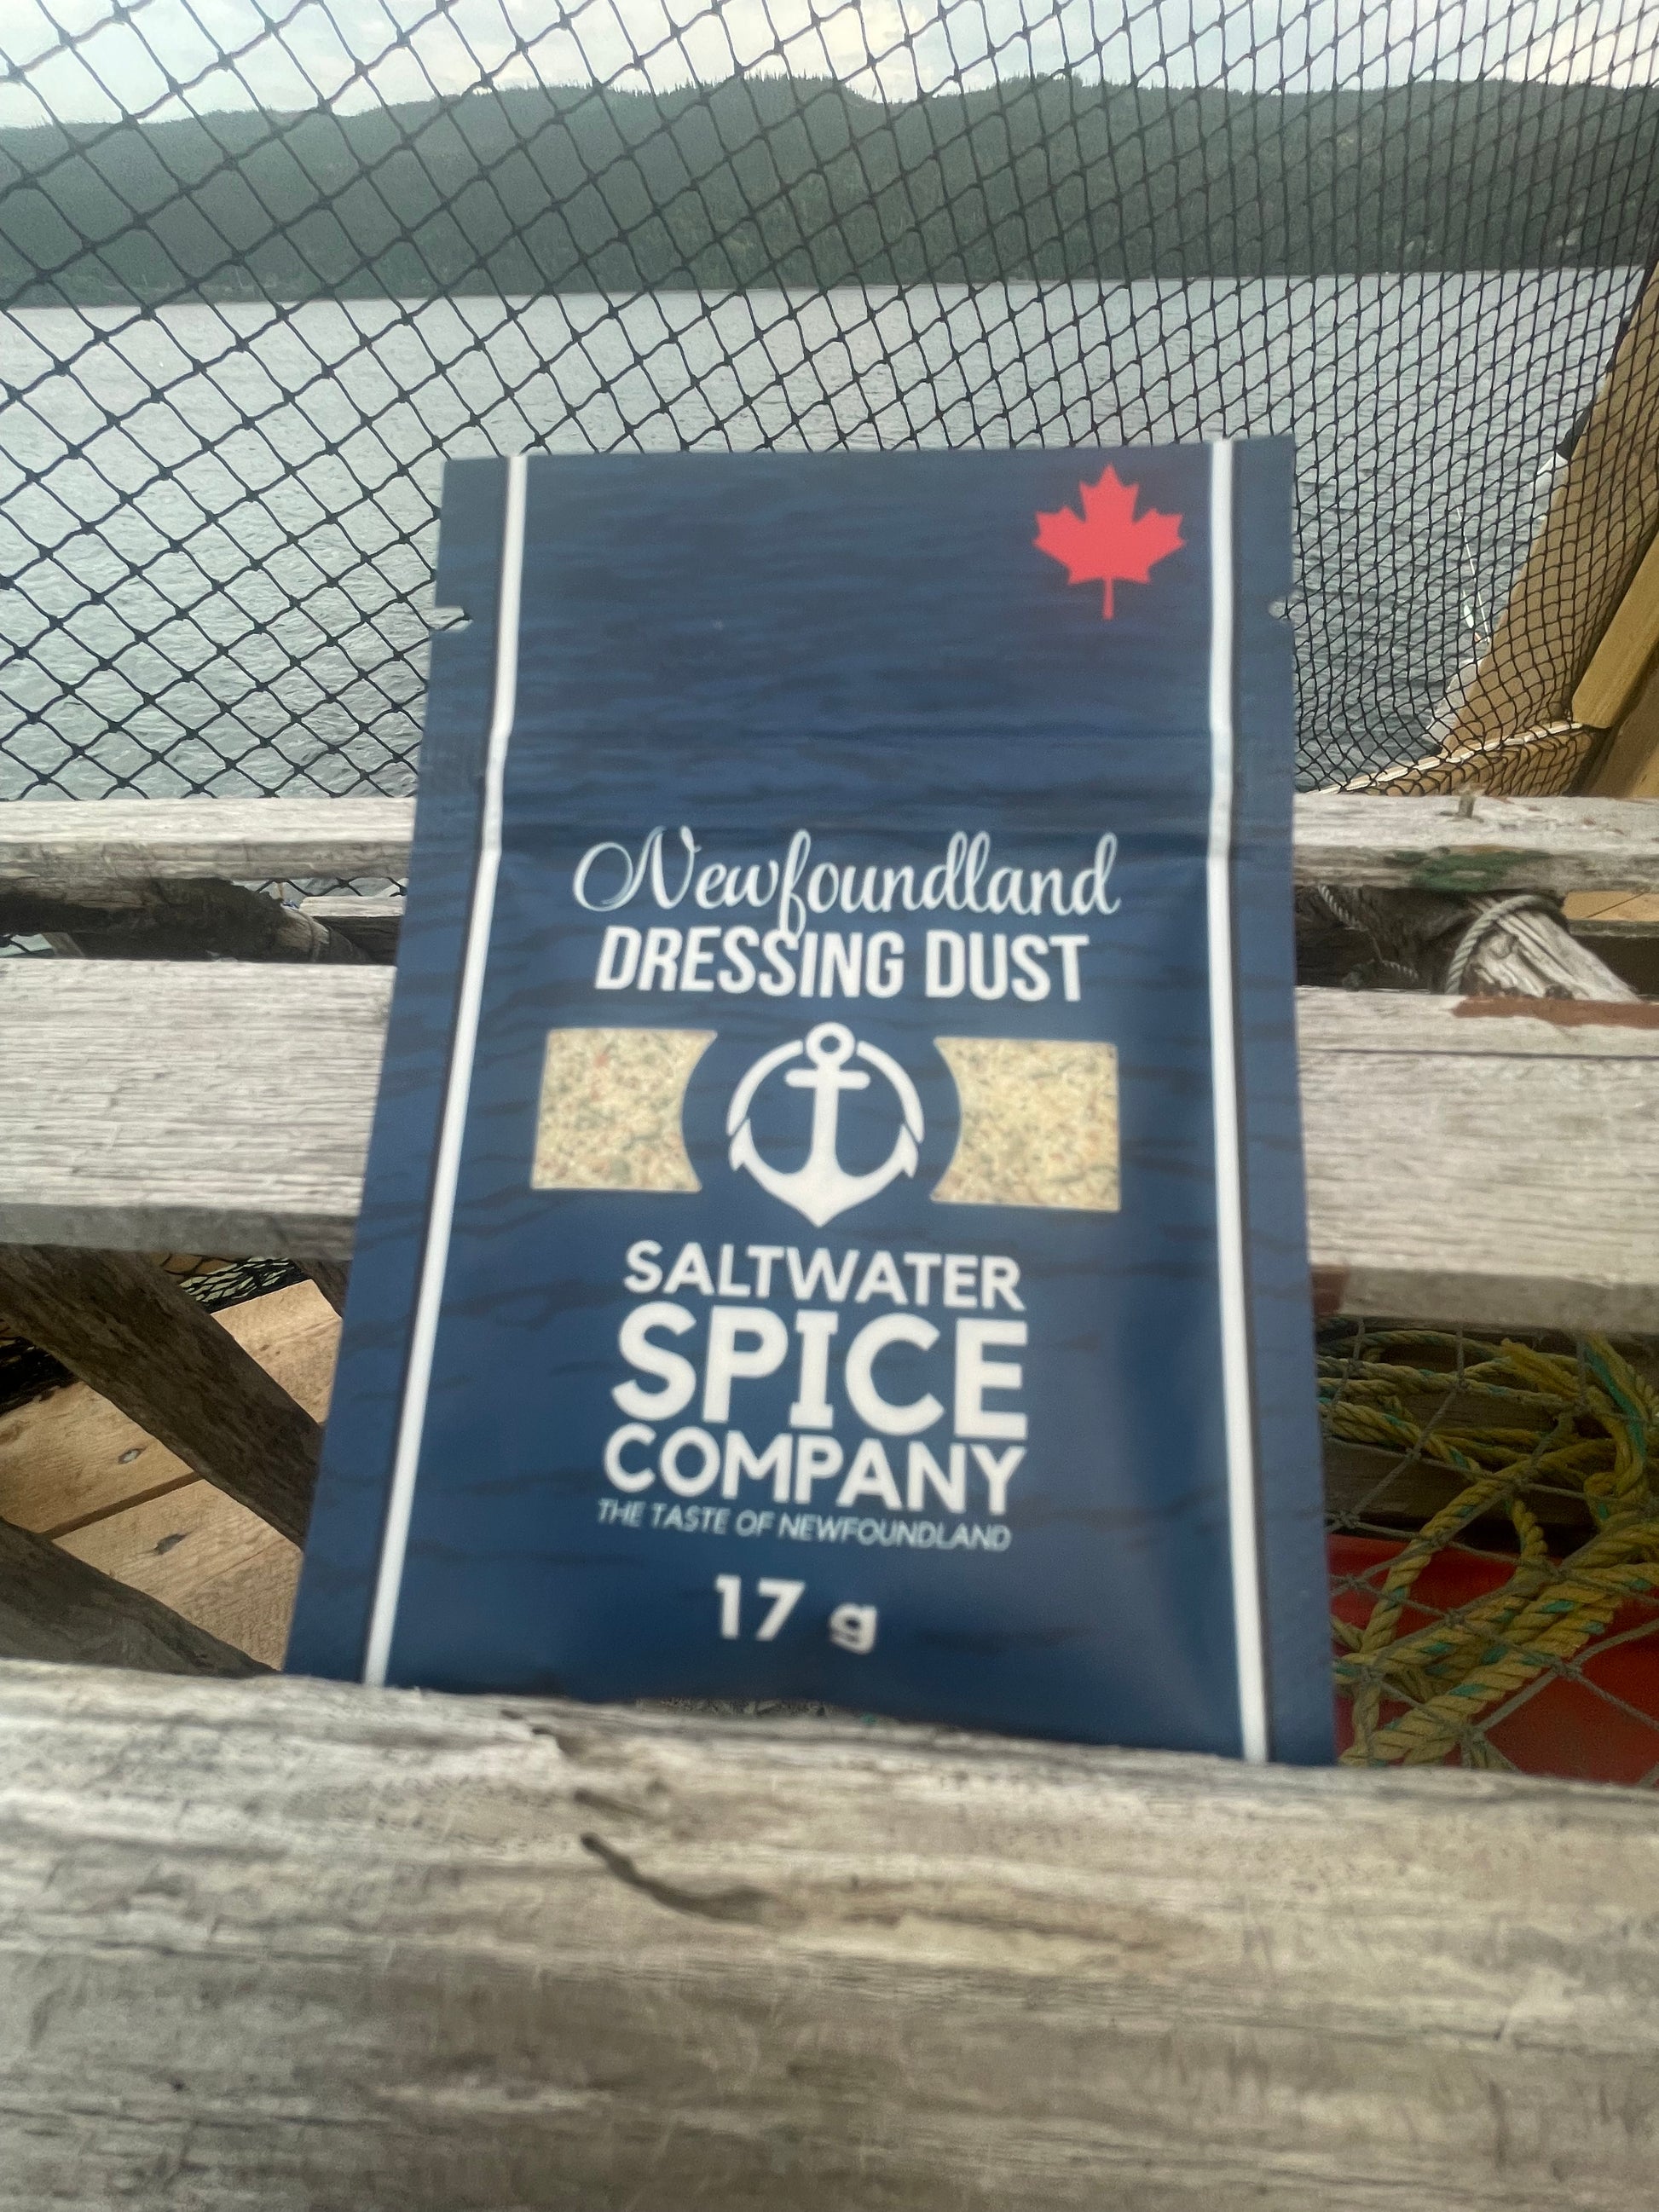 Newfoundland
DRESSING DUST
SALTWATER
SPICE
COMPANY
THE TASTE OF NEWFOUNDLAND
17 g